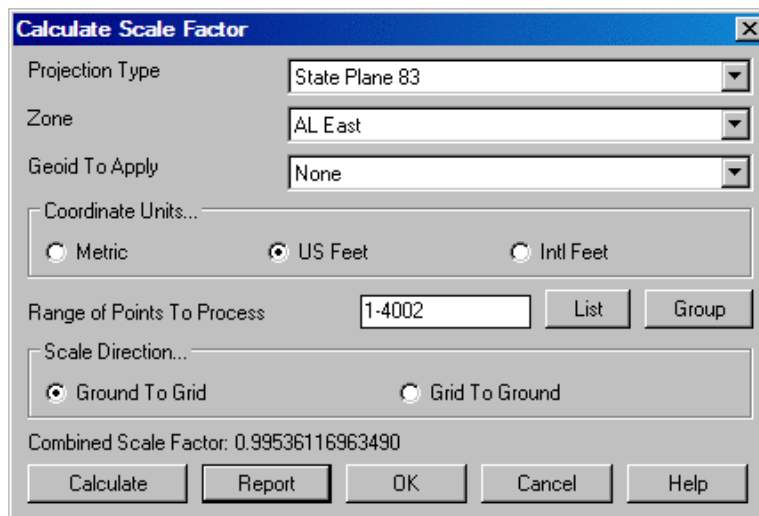 Calculate Scale Factor
Projection Type State Plane 83
Zone AL East
Geoid To Apply None
Coordinate Units...
Metric US Feet Intl Feet
Range of Points To Process 1-4002 List Group
Scale Direction...
Ground To Grid Grid To Ground
Combined Scale Factor: 0.99536116963490
Calculate Report OK Cancel Help